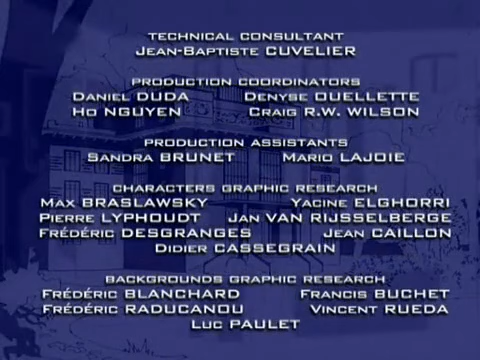 TECHNICAL CONSULTANT
JEAN-BAPTISTE CUVELIER
PRODUCTION COORDINATORS
DANIEL DUDA DENYSE OUELLETTE
HO NGUYEN CRAIG R.W. WILSON
PRODUCTION ASSISTANTS
SANDRA BRUNET MARIO LAJOIE
CHARACTERS GRAPHIC RESEARCH
MAX BRASLAWSKY YACINE ELGHORRI
PIERRE LYPHOUDT JAN VAN RIJSSELBERGE
FRÉDÉRIC DESGRANGES JEAN CAILLON
DIDIER CASSEGRAIN
BACKGROUNDS GRAPHIC RESEARCH
FRÉDÉRIC BLANCHARD FRANCIS BUCHET
FRÉDÉRIC RADUCANOU VINCENT RUEDA
LUC PAULET